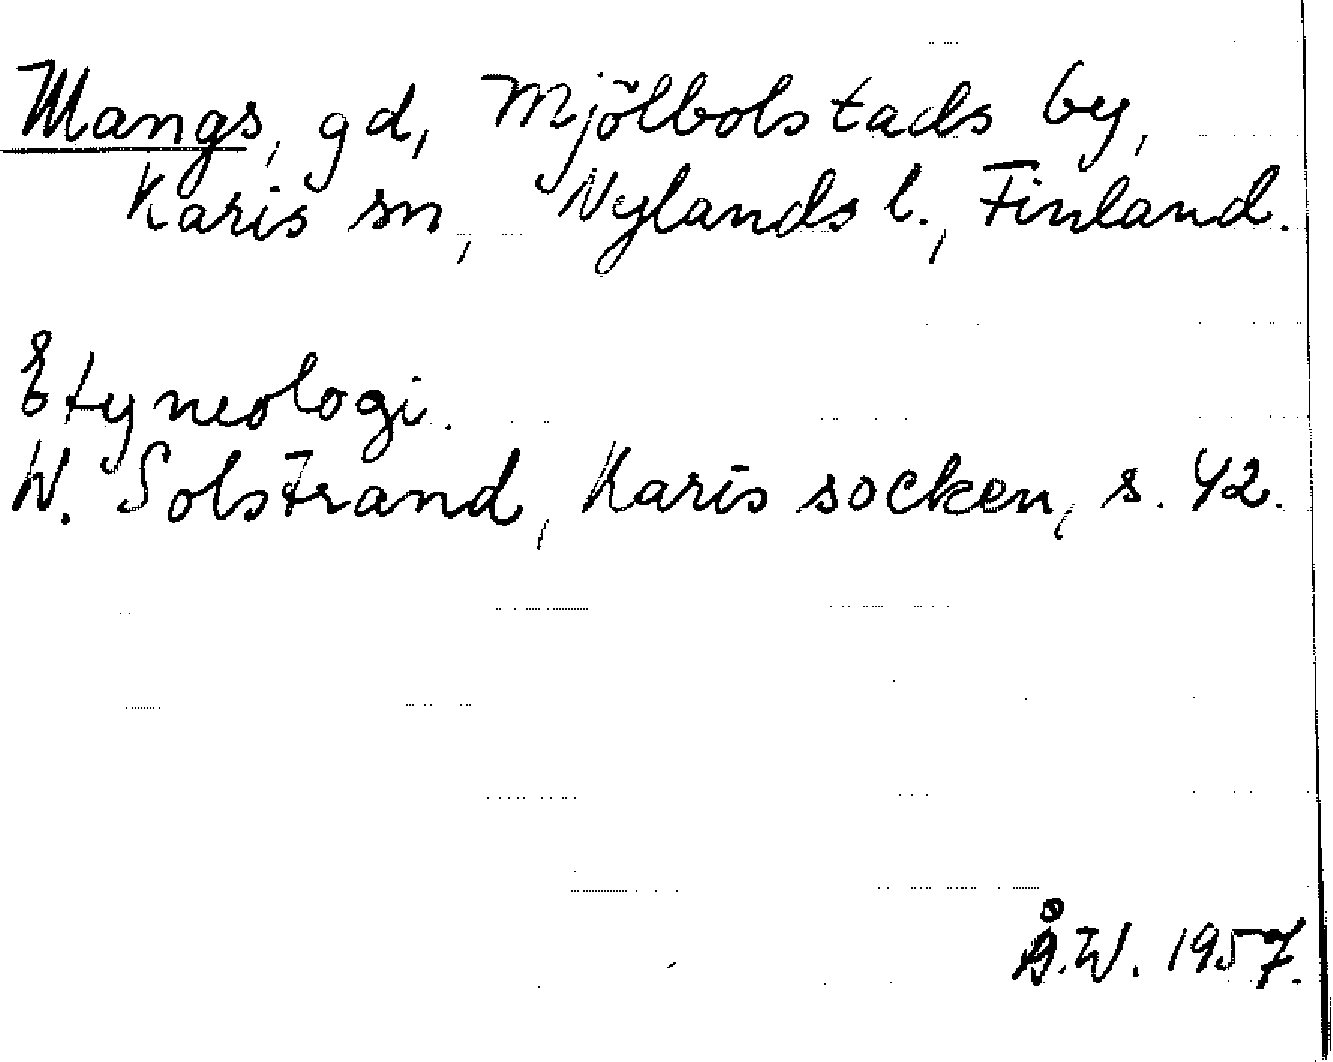 Mangs, gd, Mjölbolstads by,
Karis sn, Nylands l., Finland.
Etymologi.
W. Solstrand, Karis socken, s. 42.
Å.W. 1957.